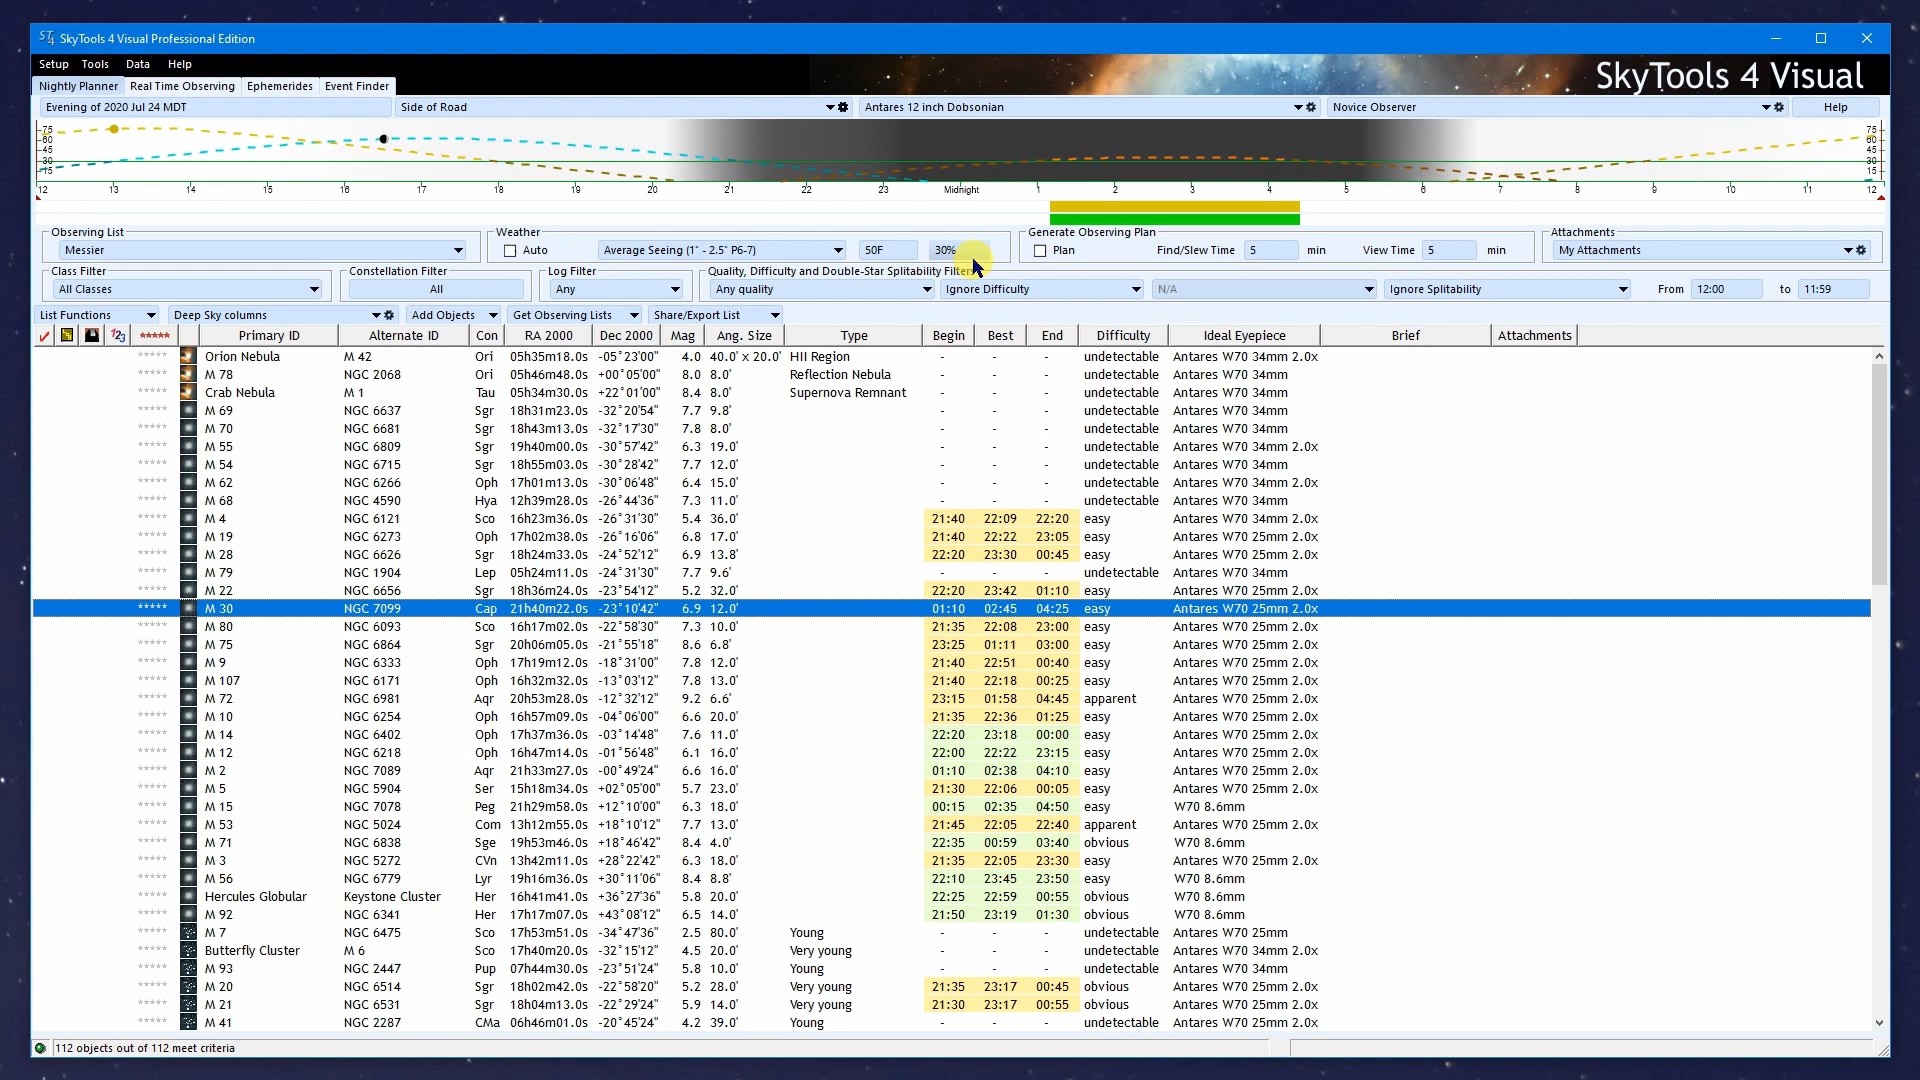 SkyTools 4 Visual Professional Edition
Setup Tools Data Help
SkyTools 4 Visual
Nightly Planner Real Time Observing Ephemerides Event Finder
Evening of 2020 Jul 24 MDT Side of Road Antares 12 inch Dobsonian Novice Observer Help
75 75
60 60
45 45
30 30
15 15
12 13 14 15 16 17 18 19 20 21 22 23 Midnight 1 2 3 4 5 6 7 8 9 10 11 12
Observing List Weather Generate Observing Plan Attachments
Messier Auto Average Seeing (1" - 2.5" P6-7) 50F 30% Plan Find/Slew Time 5 min View Time 5 min My Attachments
Class Filter Constellation Filter Log Filter Quality, Difficulty and Double-Star Splitability Filters
All Classes All Any Any quality Ignore Difficulty N/A Ignore Splitability From 12:00 to 11:59
List Functions Deep Sky columns Add Objects Get Observing Lists Share/Export List
123 ***** Primary ID Alternate ID Con RA 2000 Dec 2000 Mag Ang. Size Type Begin Best End Difficulty Ideal Eyepiece Brief Attachments
***** Orion Nebula M 42 Ori 05h35m18.0s -05°23'00" 4.0 40.0' x 20.0' HII Region - - - undetectable Antares W70 34mm 2.0x
***** M 78 NGC 2068 Ori 05h46m48.0s +00°05'00" 8.0 8.0' Reflection Nebula - - - undetectable Antares W70 34mm
***** Crab Nebula M 1 Tau 05h34m30.0s +22°01'00" 8.4 8.0' Supernova Remnant - - - undetectable Antares W70 34mm
***** M 69 NGC 6637 Sgr 18h31m23.0s -32°20'54" 7.7 9.8' - - - undetectable Antares W70 34mm
***** M 70 NGC 6681 Sgr 18h43m13.0s -32°17'30" 7.8 8.0' - - - undetectable Antares W70 34mm
***** M 55 NGC 6809 Sgr 19h40m00.0s -30°57'42" 6.3 19.0' - - - undetectable Antares W70 34mm 2.0x
***** M 54 NGC 6715 Sgr 18h55m03.0s -30°28'42" 7.7 12.0' - - - undetectable Antares W70 34mm
***** M 62 NGC 6266 Oph 17h01m13.0s -30°06'48" 6.4 15.0' - - - undetectable Antares W70 34mm 2.0x
***** M 68 NGC 4590 Hya 12h39m28.0s -26°44'36" 7.3 11.0' - - - undetectable Antares W70 34mm
***** M 4 NGC 6121 Sco 16h23m36.0s -26°31'30" 5.4 36.0' 21:40 22:09 22:20 easy Antares W70 34mm 2.0x
***** M 19 NGC 6273 Oph 17h02m38.0s -26°16'06" 6.8 17.0' 21:40 22:22 23:05 easy Antares W70 25mm 2.0x
***** M 28 NGC 6626 Sgr 18h24m33.0s -24°52'12" 6.9 13.8' 22:20 23:30 00:45 easy Antares W70 25mm 2.0x
***** M 79 NGC 1904 Lep 05h24m11.0s -24°31'30" 7.7 9.6' - - - undetectable Antares W70 34mm
***** M 22 NGC 6656 Sgr 18h36m24.0s -23°54'12" 5.2 32.0' 22:20 23:42 01:10 easy Antares W70 25mm 2.0x
***** M 30 NGC 7099 Cap 21h40m22.0s -23°10'42" 6.9 12.0' 01:10 02:45 04:25 easy Antares W70 25mm 2.0x
***** M 80 NGC 6093 Sco 16h17m02.0s -22°58'30" 7.3 10.0' 21:35 22:08 23:00 easy Antares W70 25mm 2.0x
***** M 75 NGC 6864 Sgr 20h06m05.0s -21°55'18" 8.6 6.8' 23:25 01:11 03:00 easy Antares W70 25mm 2.0x
***** M 9 NGC 6333 Oph 17h19m12.0s -18°31'00" 7.8 12.0' 21:40 22:51 00:40 easy Antares W70 25mm 2.0x
***** M 107 NGC 6171 Oph 16h32m32.0s -13°03'12" 7.8 13.0' 21:40 22:18 00:25 easy Antares W70 25mm 2.0x
***** M 72 NGC 6981 Aqr 20h53m28.0s -12°32'12" 9.2 6.6' 23:15 01:58 04:45 apparent Antares W70 25mm 2.0x
***** M 10 NGC 6254 Oph 16h57m09.0s -04°06'00" 6.6 20.0' 21:35 22:36 01:25 easy Antares W70 25mm 2.0x
***** M 14 NGC 6402 Oph 17h37m36.0s -03°14'48" 7.6 11.0' 22:20 23:18 00:00 easy Antares W70 25mm 2.0x
***** M 12 NGC 6218 Oph 16h47m14.0s -01°56'48" 6.1 16.0' 22:00 22:22 23:15 easy Antares W70 25mm 2.0x
***** M 2 NGC 7089 Aqr 21h33m27.0s -00°49'24" 6.6 16.0' 01:10 02:38 04:10 easy Antares W70 25mm 2.0x
***** M 5 NGC 5904 Ser 15h18m34.0s +02°05'00" 5.7 23.0' 21:30 22:06 00:05 easy Antares W70 25mm 2.0x
***** M 15 NGC 7078 Peg 21h29m58.0s +12°10'00" 6.3 18.0' 00:15 02:35 04:50 easy W70 8.6mm
***** M 53 NGC 5024 Com 13h12m55.0s +18°10'12" 7.7 13.0' 21:45 22:05 22:40 apparent Antares W70 25mm 2.0x
***** M 71 NGC 6838 Sge 19h53m46.0s +18°46'42" 8.4 4.0' 22:35 00:59 03:40 obvious W70 8.6mm
***** M 3 NGC 5272 CVn 13h42m11.0s +28°22'42" 6.3 18.0' 21:35 22:05 23:30 easy Antares W70 25mm 2.0x
***** M 56 NGC 6779 Lyr 19h16m36.0s +30°11'06" 8.4 8.8' 22:10 23:45 23:50 easy W70 8.6mm
***** Hercules Globular Keystone Cluster Her 16h41m41.0s +36°27'36" 5.8 20.0' 22:25 22:59 00:55 obvious W70 8.6mm
***** M 92 NGC 6341 Her 17h17m07.0s +43°08'12" 6.5 14.0' 21:50 23:19 01:30 obvious W70 8.6mm
***** M 7 NGC 6475 Sco 17h53m51.0s -34°47'36" 2.5 80.0' Young - - - undetectable Antares W70 25mm
***** Butterfly Cluster M 6 Sco 17h40m20.0s -32°15'12" 4.5 20.0' Very young - - - undetectable Antares W70 34mm 2.0x
***** M 93 NGC 2447 Pup 07h44m30.0s -23°51'24" 5.8 10.0' Young - - - undetectable Antares W70 34mm
***** M 20 NGC 6514 Sgr 18h02m42.0s -22°58'20" 5.2 28.0' Very young 21:35 23:17 00:45 obvious Antares W70 25mm 2.0x
***** M 21 NGC 6531 Sgr 18h04m13.0s -22°29'24" 5.9 14.0' Very young 21:30 23:17 00:55 obvious Antares W70 25mm 2.0x
***** M 41 NGC 2287 CMa 06h46m01.0s -20°45'24" 4.2 39.0' Young - - - undetectable Antares W70 25mm 2.0x
112 objects out of 112 meet criteria